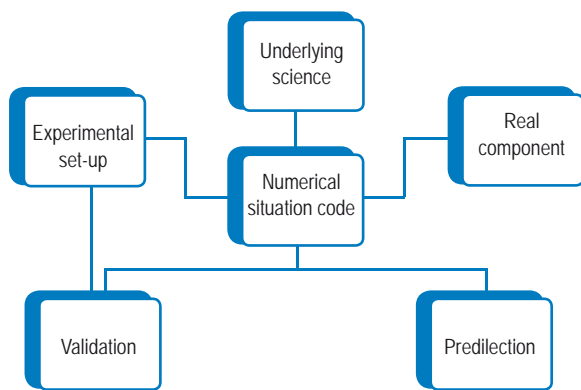 Underlying
science
Experimental
set-up
Real
component
Numerical
situation code
Validation
Predilection